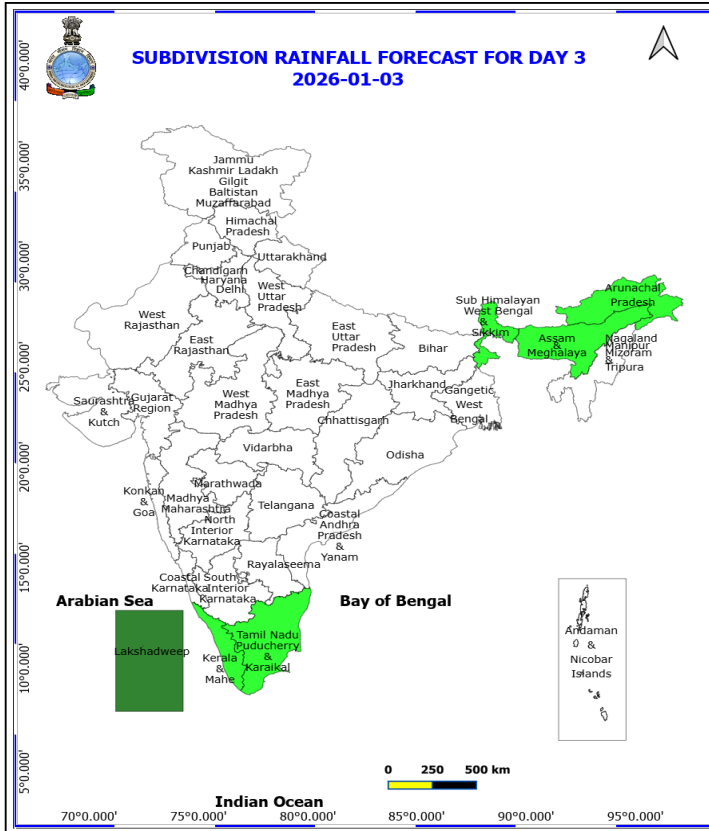 SUBDIVISION RAINFALL FORECAST FOR DAY 3
2026-01-03
40°0.000'
35°0.000'
30°0.000'
25°0.000'
20°0.000'
15°0.000'
10°0.000'
5°0.000'
Jammu
Kashmir Ladakh
Gilgit
Baltistan
Muzaffarabad
Himachal
Pradesh
Punjab
Uttarakhand
Chandigarh
Haryana
Delhi
West
Uttar
Pradesh
West
Rajasthan
East
Rajasthan
East
Uttar
Pradesh
Bihar
Sub Himalayan
West Bengal
&
Sikkim
Arunachal
Pradesh
Assam
&
Meghalaya
Nagaland
Manipur
Mizoram
&
Tripura
Saurashtra
&
Kutch
Gujarat
Region
West
Madhya
Pradesh
East
Madhya
Pradesh
Jharkhand
Gangetic
West
Bengal
Chhattisgarh
Odisha
Vidarbha
Konkan
&
Goa
Marathwada
Madhya
Maharashtra
Telangana
North
Interior
Karnataka
Coastal
Andhra
Pradesh
&
Yanam
Rayalaseema
Coastal
Karnataka
South
Interior
Karnataka
Arabian Sea
Bay of Bengal
Lakshadweep
Kerala
&
Mahe
Tamil Nadu
Puducherry
&
Karaikal
Andaman
&
Nicobar
Islands
0 250 500 km
Indian Ocean
70°0.000' 75°0.000' 80°0.000' 85°0.000' 90°0.000' 95°0.000'